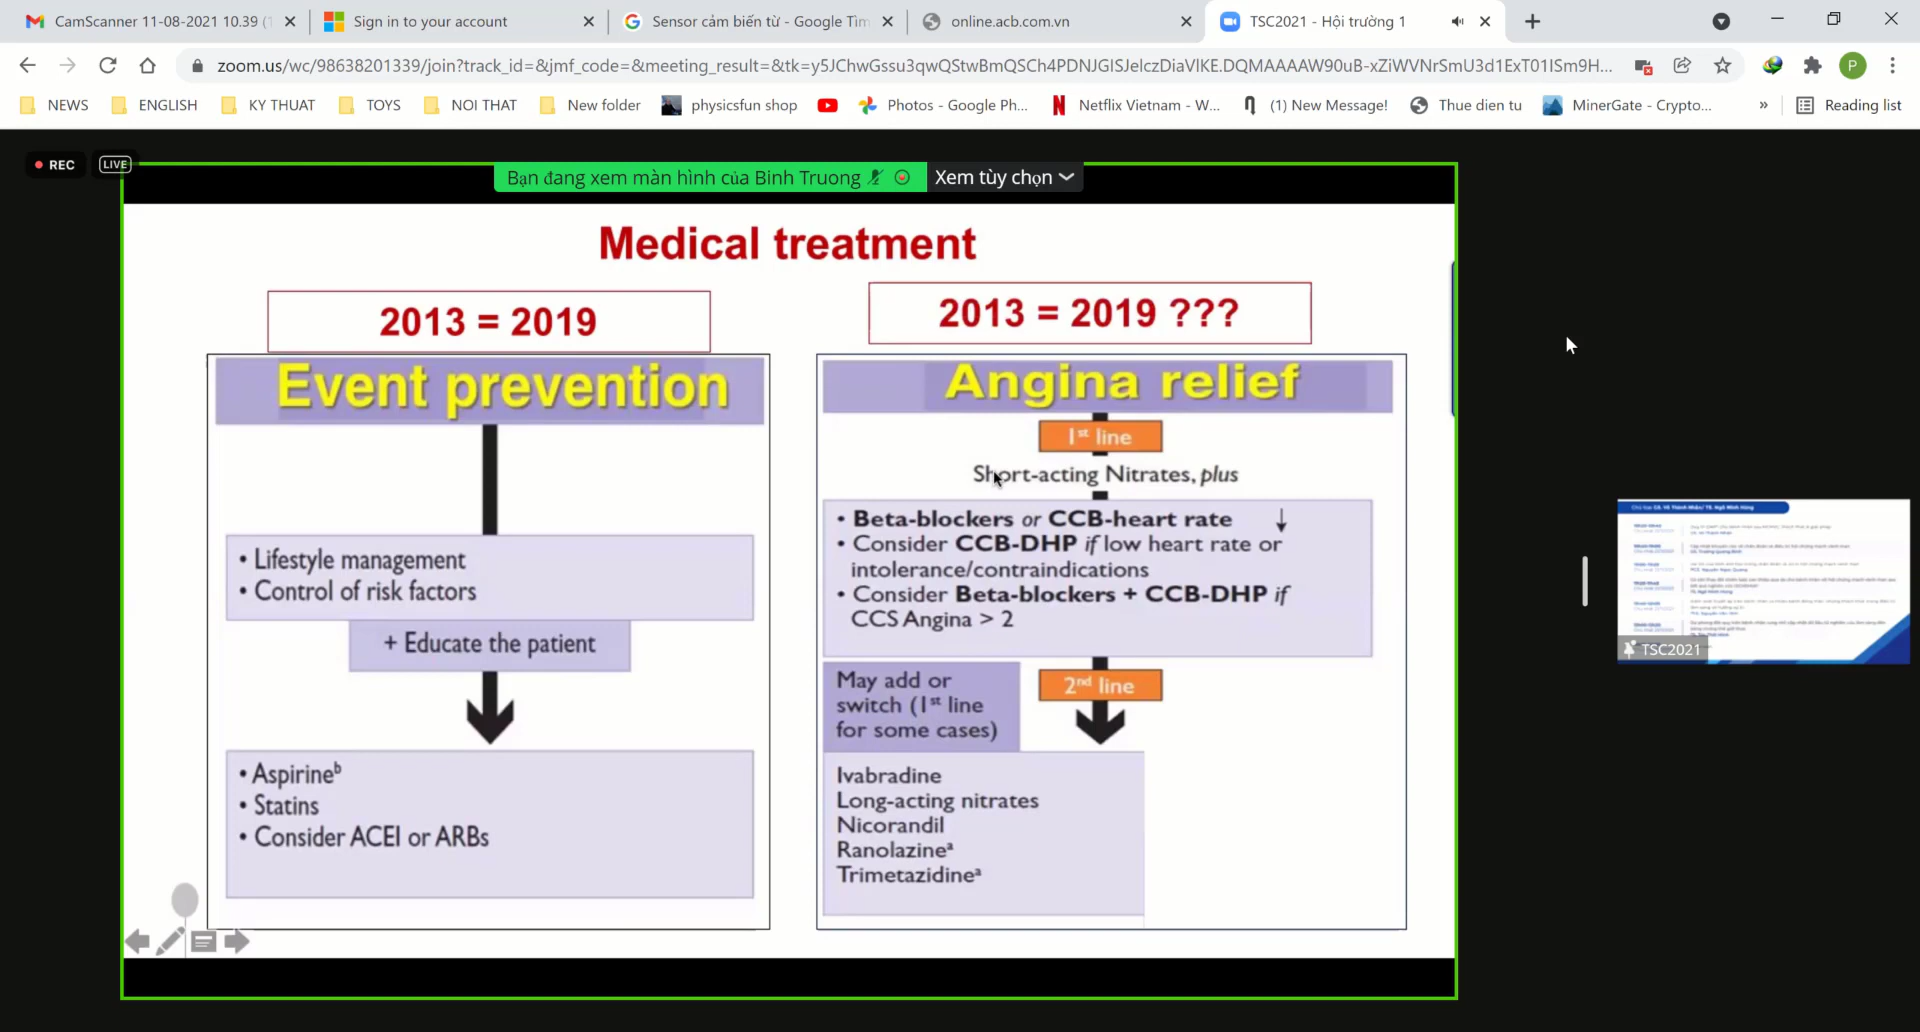 CamScanner 11-08-2021 10.39 (1
Sign in to your account
Sensor cảm biến từ - Google Tìm
online.acb.com.vn
TSC2021 - Hội trường 1
zoom.us/wc/98638201339/join?track_id=&jmf_code=&meeting_result=&tk=y5JChwGssu3qwQStwBmQSCh4PDNJGISJelczDiaVlKE.DQMAAAAW90uB-xZiWVNrSmU3d1ExT01ISm9H...
P
NEWS
ENGLISH
KY THUAT
TOYS
NOI THAT
New folder
physicsfun shop
Photos - Google Ph...
Netflix Vietnam - W...
(1) New Message!
Thue dien tu
MinerGate - Crypto...
»
Reading list
REC
LIVE
Bạn đang xem màn hình của Binh Truong
Xem tùy chọn
Medical treatment
2013 = 2019
Event prevention
• Lifestyle management
• Control of risk factors
+ Educate the patient
• Aspirineᵇ
• Statins
• Consider ACEI or ARBs
2013 = 2019 ???
Angina relief
1ˢᵗ line
Short-acting Nitrates, plus
• Beta-blockers or CCB-heart rate ↓
• Consider CCB-DHP if low heart rate or
intolerance/contraindications
• Consider Beta-blockers + CCB-DHP if
CCS Angina > 2
May add or
switch (1ˢᵗ line
for some cases)
2ⁿᵈ line
Ivabradine
Long-acting nitrates
Nicorandil
Ranolazineᵃ
Trimetazidineᵃ
TSC2021